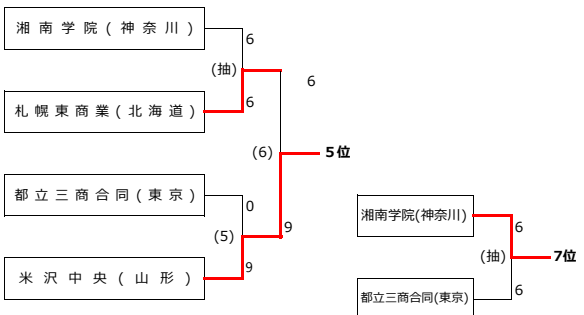 湘南学院(神奈川)
6
(抽)
6
6
札幌東商業(北海道)
(6)
5位
都立三商合同(東京)
0
(5)
9
9
米沢中央(山形)
湘南学院(神奈川)
6
(抽)
7位
6
都立三商合同(東京)